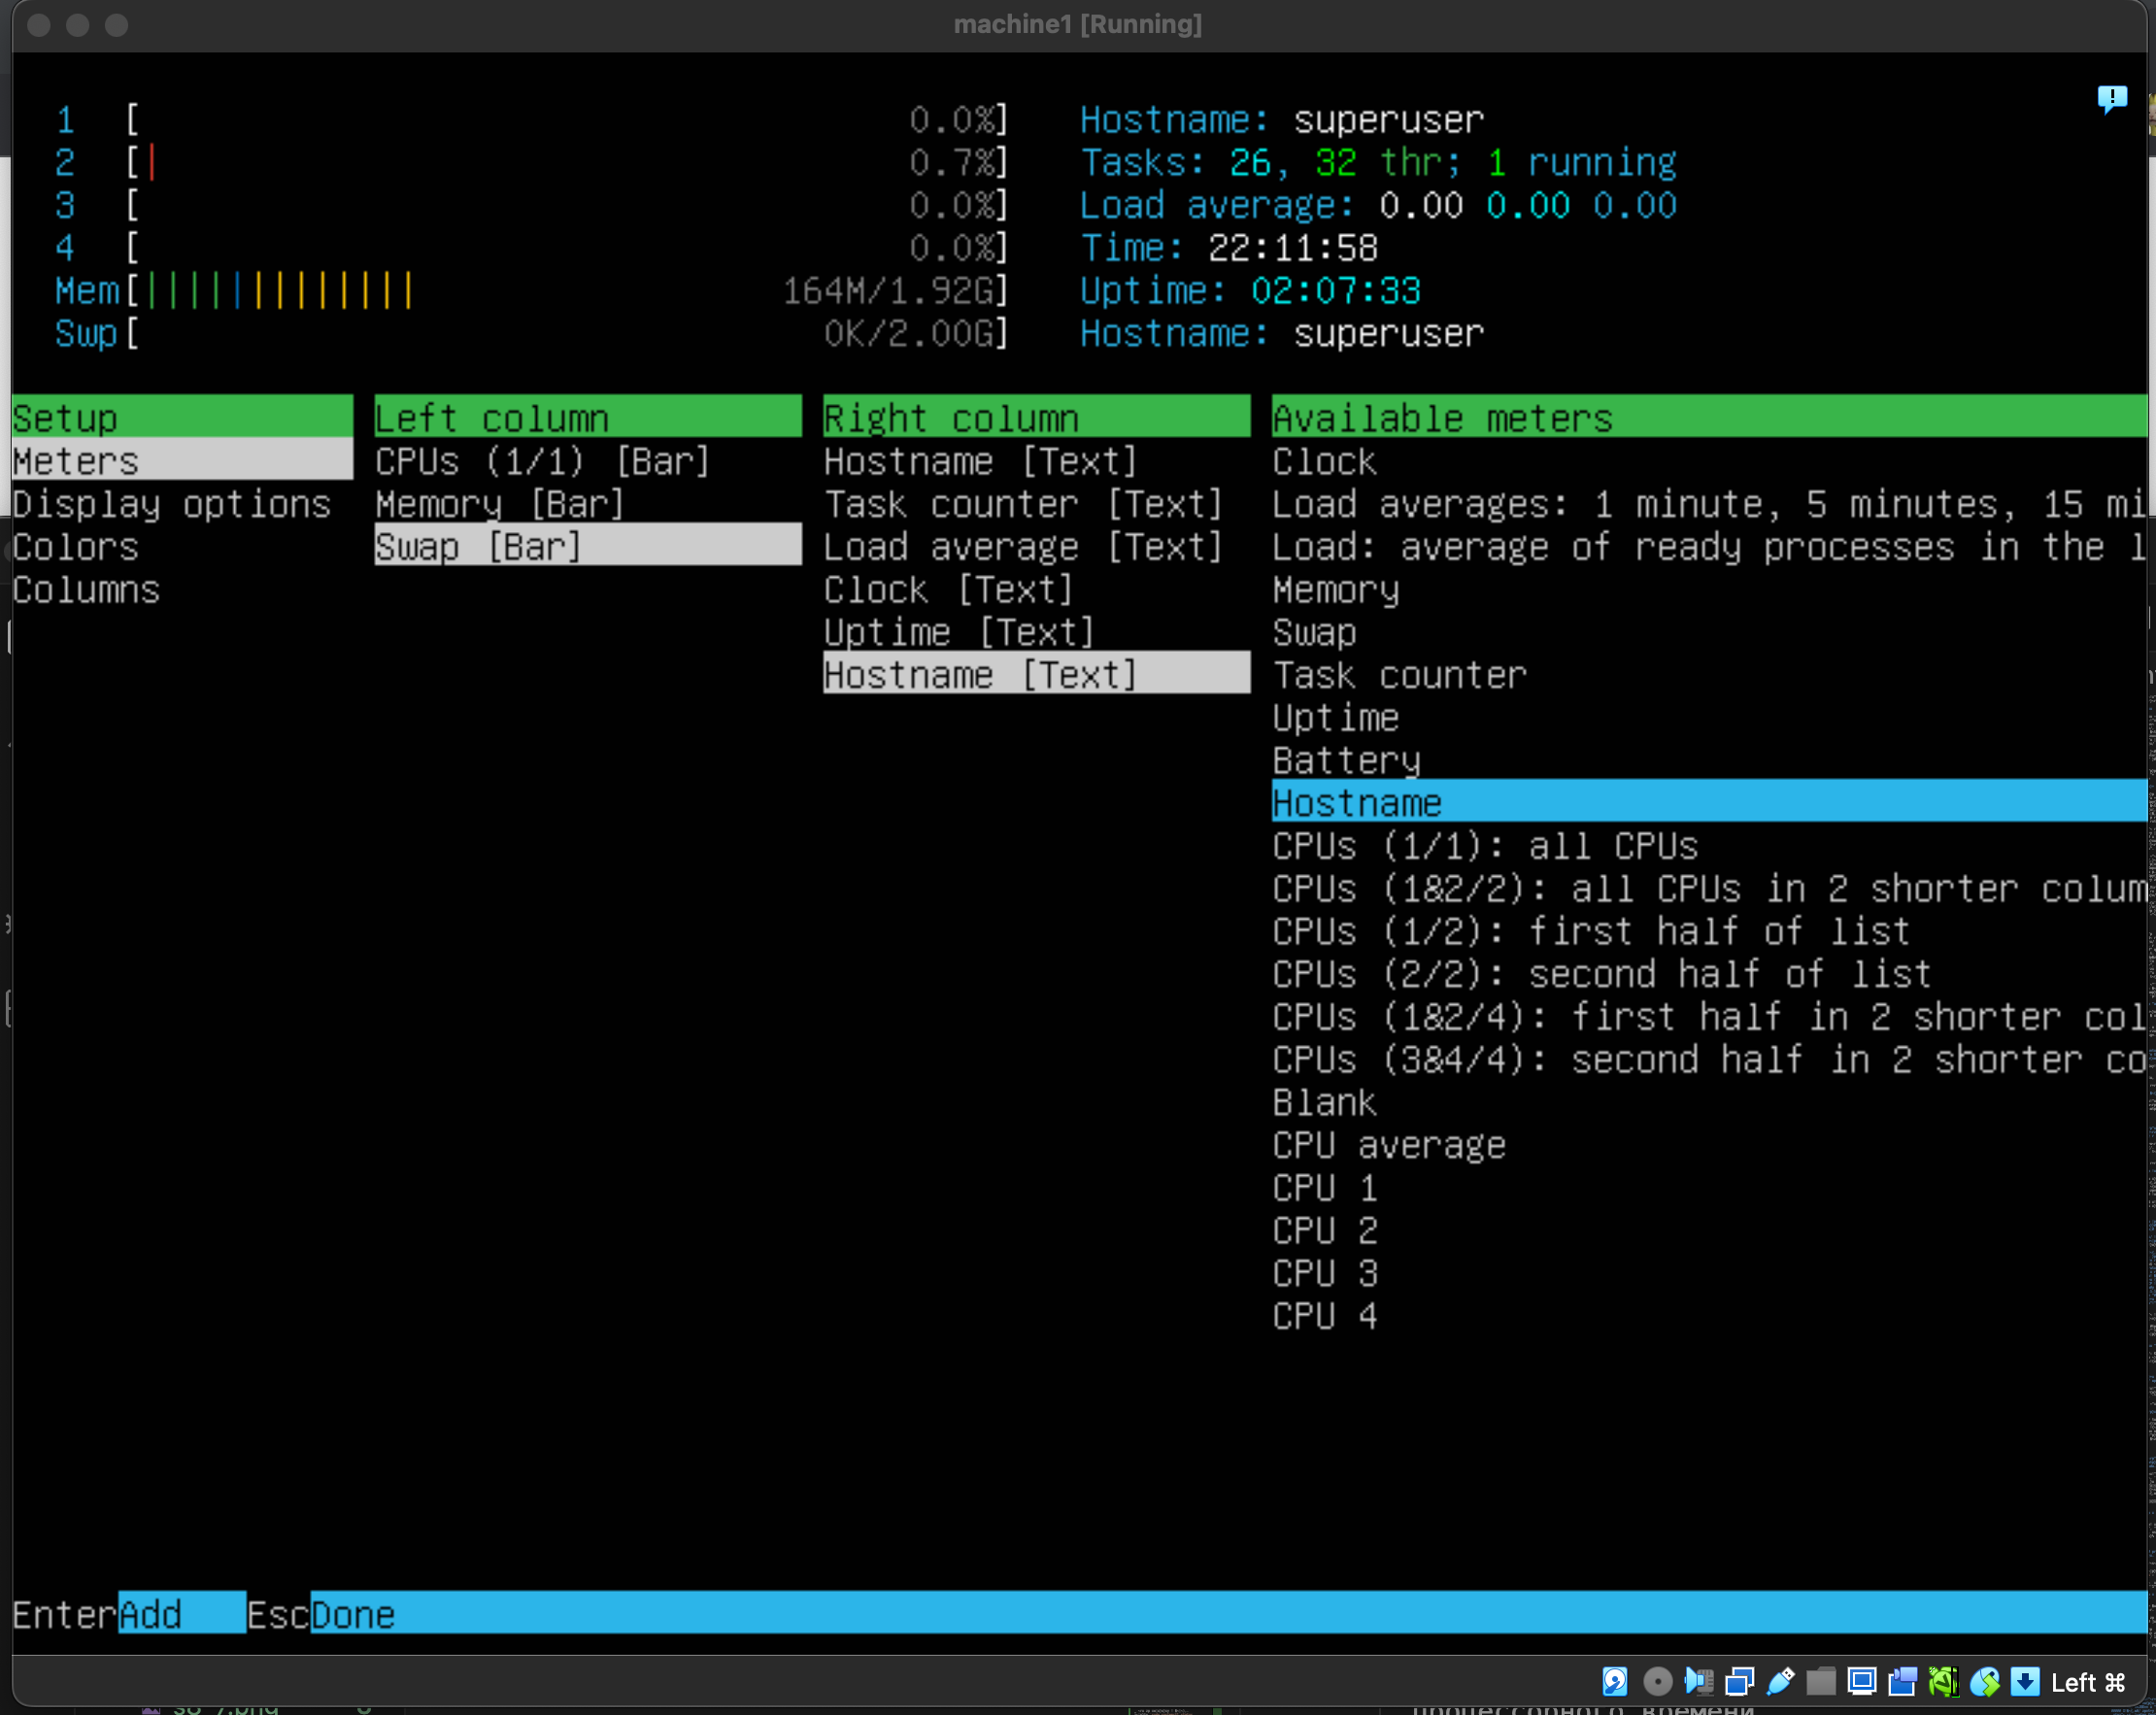 machine1 [Running]
1 [ 0.0%] Hostname: superuser
2 [| 0.7%] Tasks: 26, 32 thr; 1 running
3 [ 0.0%] Load average: 0.00 0.00 0.00
4 [ 0.0%] Time: 22:11:58
Mem[||||||||||||| 164M/1.92G] Uptime: 02:07:33
Swp[ 0K/2.00G] Hostname: superuser
Setup Left column Right column Available meters
Meters CPUs (1/1) [Bar] Hostname [Text] Clock
Display options Memory [Bar] Task counter [Text] Load averages: 1 minute, 5 minutes, 15 mi
Colors Swap [Bar] Load average [Text] Load: average of ready processes in the l
Columns Clock [Text] Memory
Uptime [Text] Swap
Hostname [Text] Task counter
Uptime
Battery
Hostname
CPUs (1/1): all CPUs
CPUs (1&2/2): all CPUs in 2 shorter colum
CPUs (1/2): first half of list
CPUs (2/2): second half of list
CPUs (1&2/4): first half in 2 shorter col
CPUs (3&4/4): second half in 2 shorter co
Blank
CPU average
CPU 1
CPU 2
CPU 3
CPU 4
EnterAdd EscDone
Left ⌘